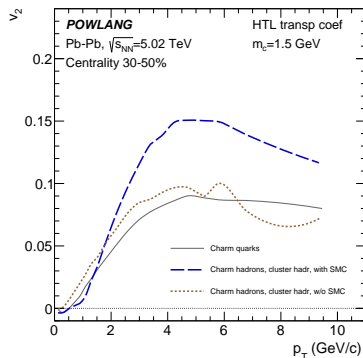 v₂
POWLANG
HTL transp coef
Pb-Pb, √s_NN=5.02 TeV
m_c=1.5 GeV
Centrality 30-50%
0.2
0.15
0.1
0.05
0
Charm quarks
Charm hadrons, cluster hadr, with SMC
Charm hadrons, cluster hadr, w/o SMC
0 2 4 6 8 10
p_T (GeV/c)